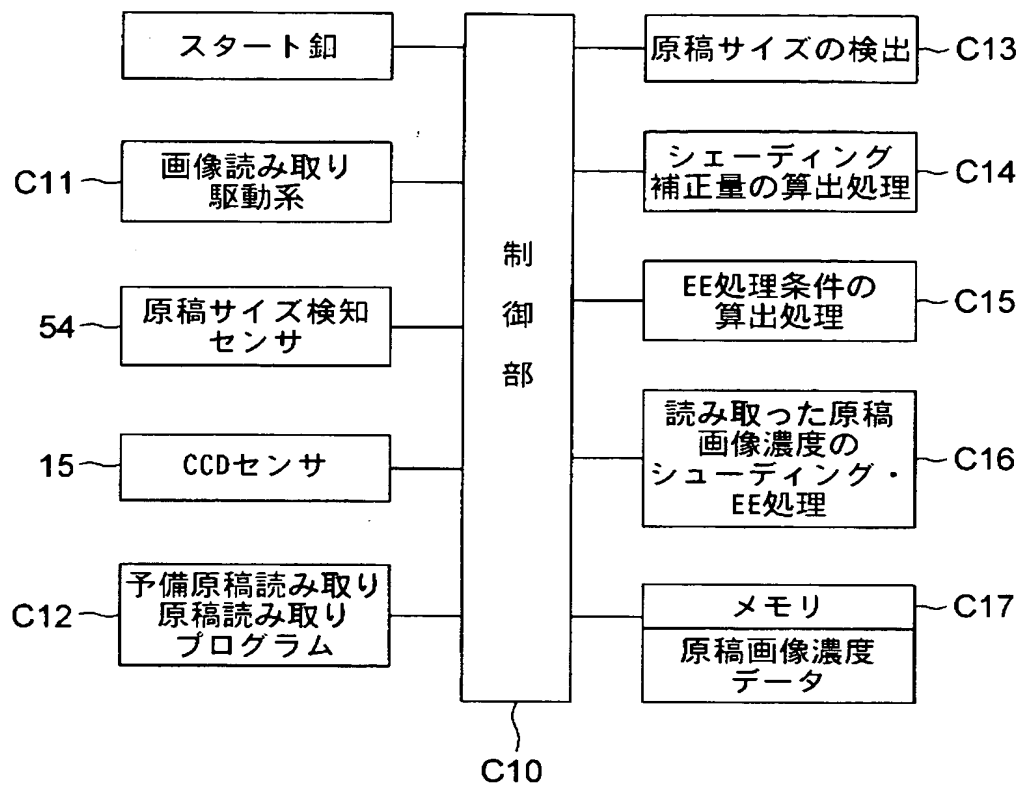 スタート釦
C11
画像読み取り
駆動系
54
原稿サイズ検知
センサ
15
CCDセンサ
C12
予備原稿読み取り
原稿読み取り
プログラム
制
御
部
C10
原稿サイズの検出
C13
シェーディング
補正量の算出処理
C14
EE処理条件の
算出処理
C15
読み取った原稿
画像濃度の
シューディング・
EE処理
C16
メモリ
C17
原稿画像濃度
データ